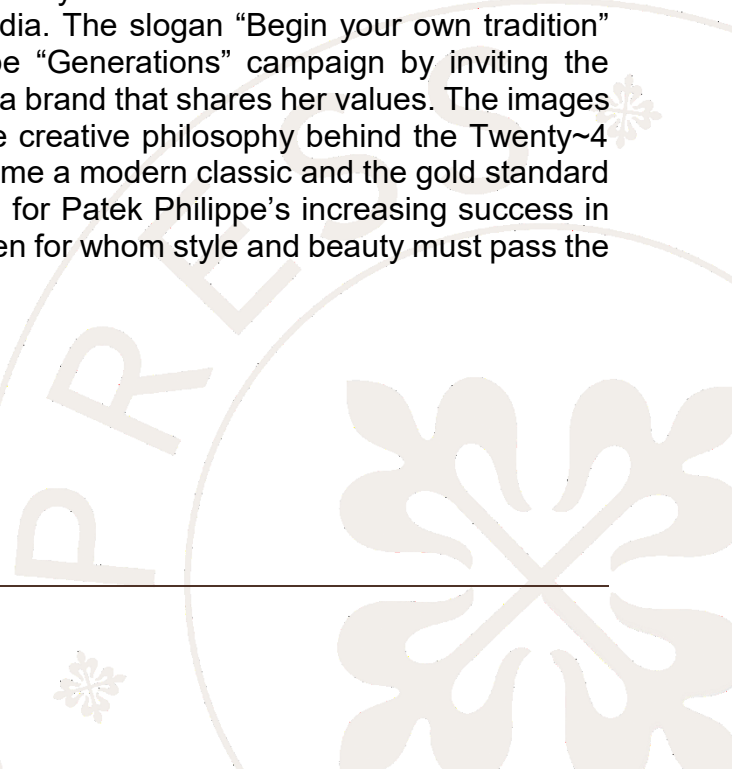 dia. The slogan “Begin your own tradition”
e “Generations” campaign by inviting the
a brand that shares her values. The images
e creative philosophy behind the Twenty~4
me a modern classic and the gold standard
for Patek Philippe’s increasing success in
en for whom style and beauty must pass the
PRESS